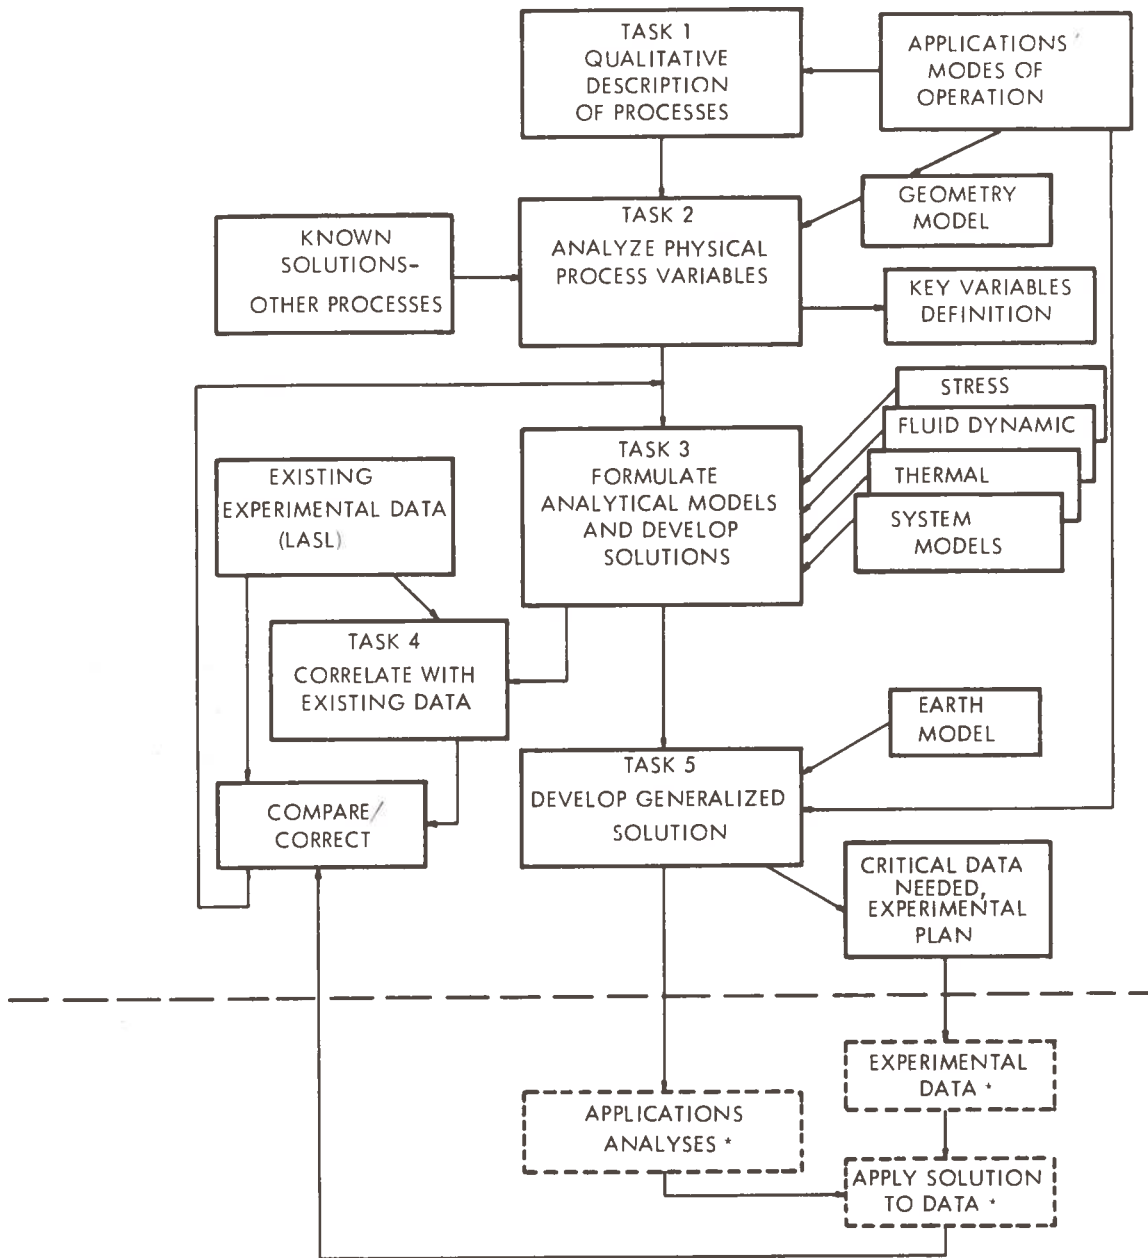 TASK 1
QUALITATIVE
DESCRIPTION
OF PROCESSES
APPLICATIONS
MODES OF
OPERATION
GEOMETRY
MODEL
TASK 2
ANALYZE PHYSICAL
PROCESS VARIABLES
KNOWN
SOLUTIONS-
OTHER PROCESSES
KEY VARIABLES
DEFINITION
STRESS
FLUID DYNAMIC
THERMAL
SYSTEM
MODELS
TASK 3
FORMULATE
ANALYTICAL MODELS
AND DEVELOP
SOLUTIONS
EXISTING
EXPERIMENTAL DATA
(LASL)
TASK 4
CORRELATE WITH
EXISTING DATA
EARTH
MODEL
TASK 5
DEVELOP GENERALIZED
SOLUTION
COMPARE/
CORRECT
CRITICAL DATA
NEEDED,
EXPERIMENTAL
PLAN
EXPERIMENTAL
DATA *
APPLICATIONS
ANALYSES *
APPLY SOLUTION
TO DATA *